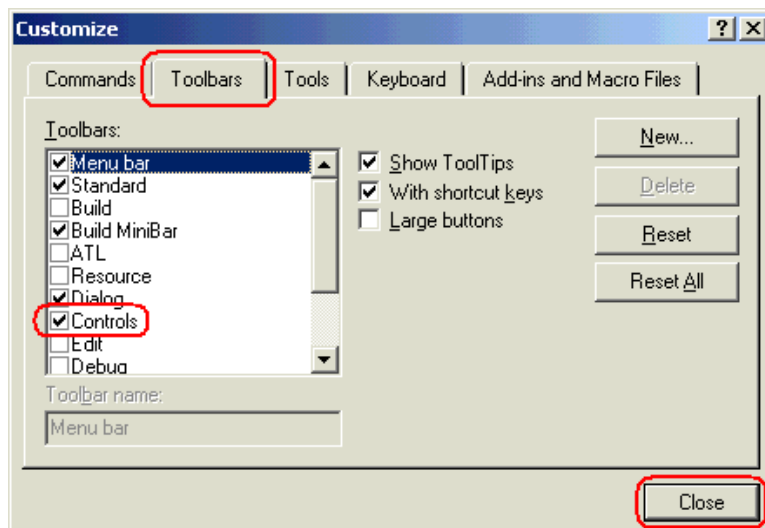 Customize
Commands Toolbars Tools Keyboard Add-ins and Macro Files
Toolbars:
Menu bar
Standard
Build
Build MiniBar
ATL
Resource
Dialog
Controls
Edit
Debug
Toolbar name:
Menu bar
Show ToolTips
With shortcut keys
Large buttons
New...
Delete
Reset
Reset All
Close